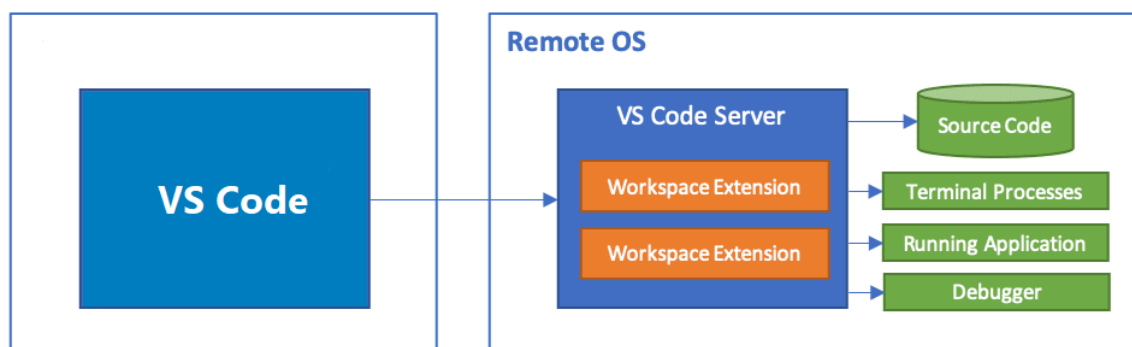 Remote OS
VS Code
VS Code Server
Workspace Extension
Workspace Extension
Source Code
Terminal Processes
Running Application
Debugger